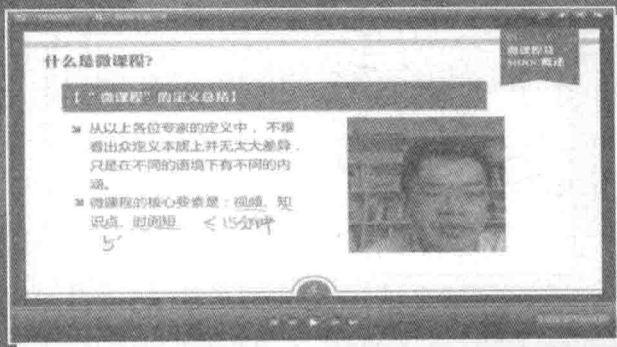 微课程及
MOOC概述
什么是微课程?
【“微课程”的定义总结】
从以上各位专家的定义中,不难
看出众定义本质上并无太大差异,
只是在不同的语境下有不同的内
涵。
微课程的核心要素是:视频、知
识点、时间短 <15分钟
5'